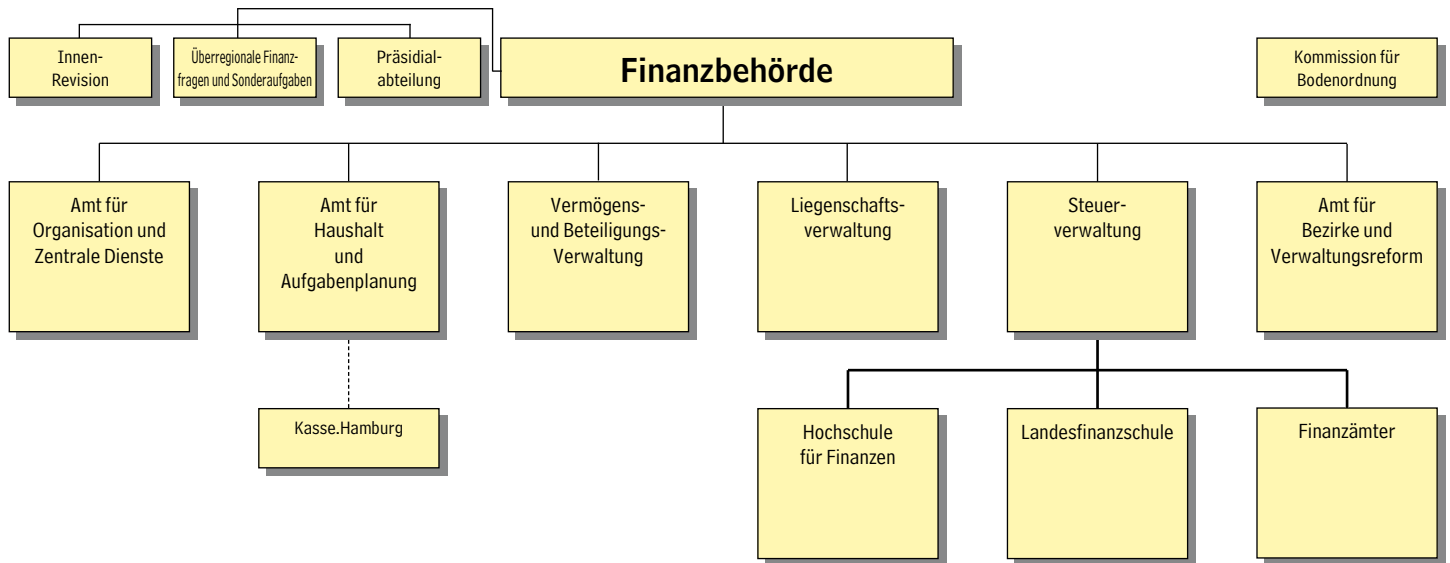 Innen-
Revision
Überregionale Finanz-
fragen und Sonderaufgaben
Präsidial-
abteilung
Finanzbehörde
Kommission für
Bodenordnung
Amt für
Organisation und
Zentrale Dienste
Amt für
Haushalt
und
Aufgabenplanung
Vermögens-
und Beteiligungs-
Verwaltung
Liegenschafts-
verwaltung
Steuer-
verwaltung
Amt für
Bezirke und
Verwaltungsreform
Kasse.Hamburg
Hochschule
für Finanzen
Landesfinanzschule
Finanzämter